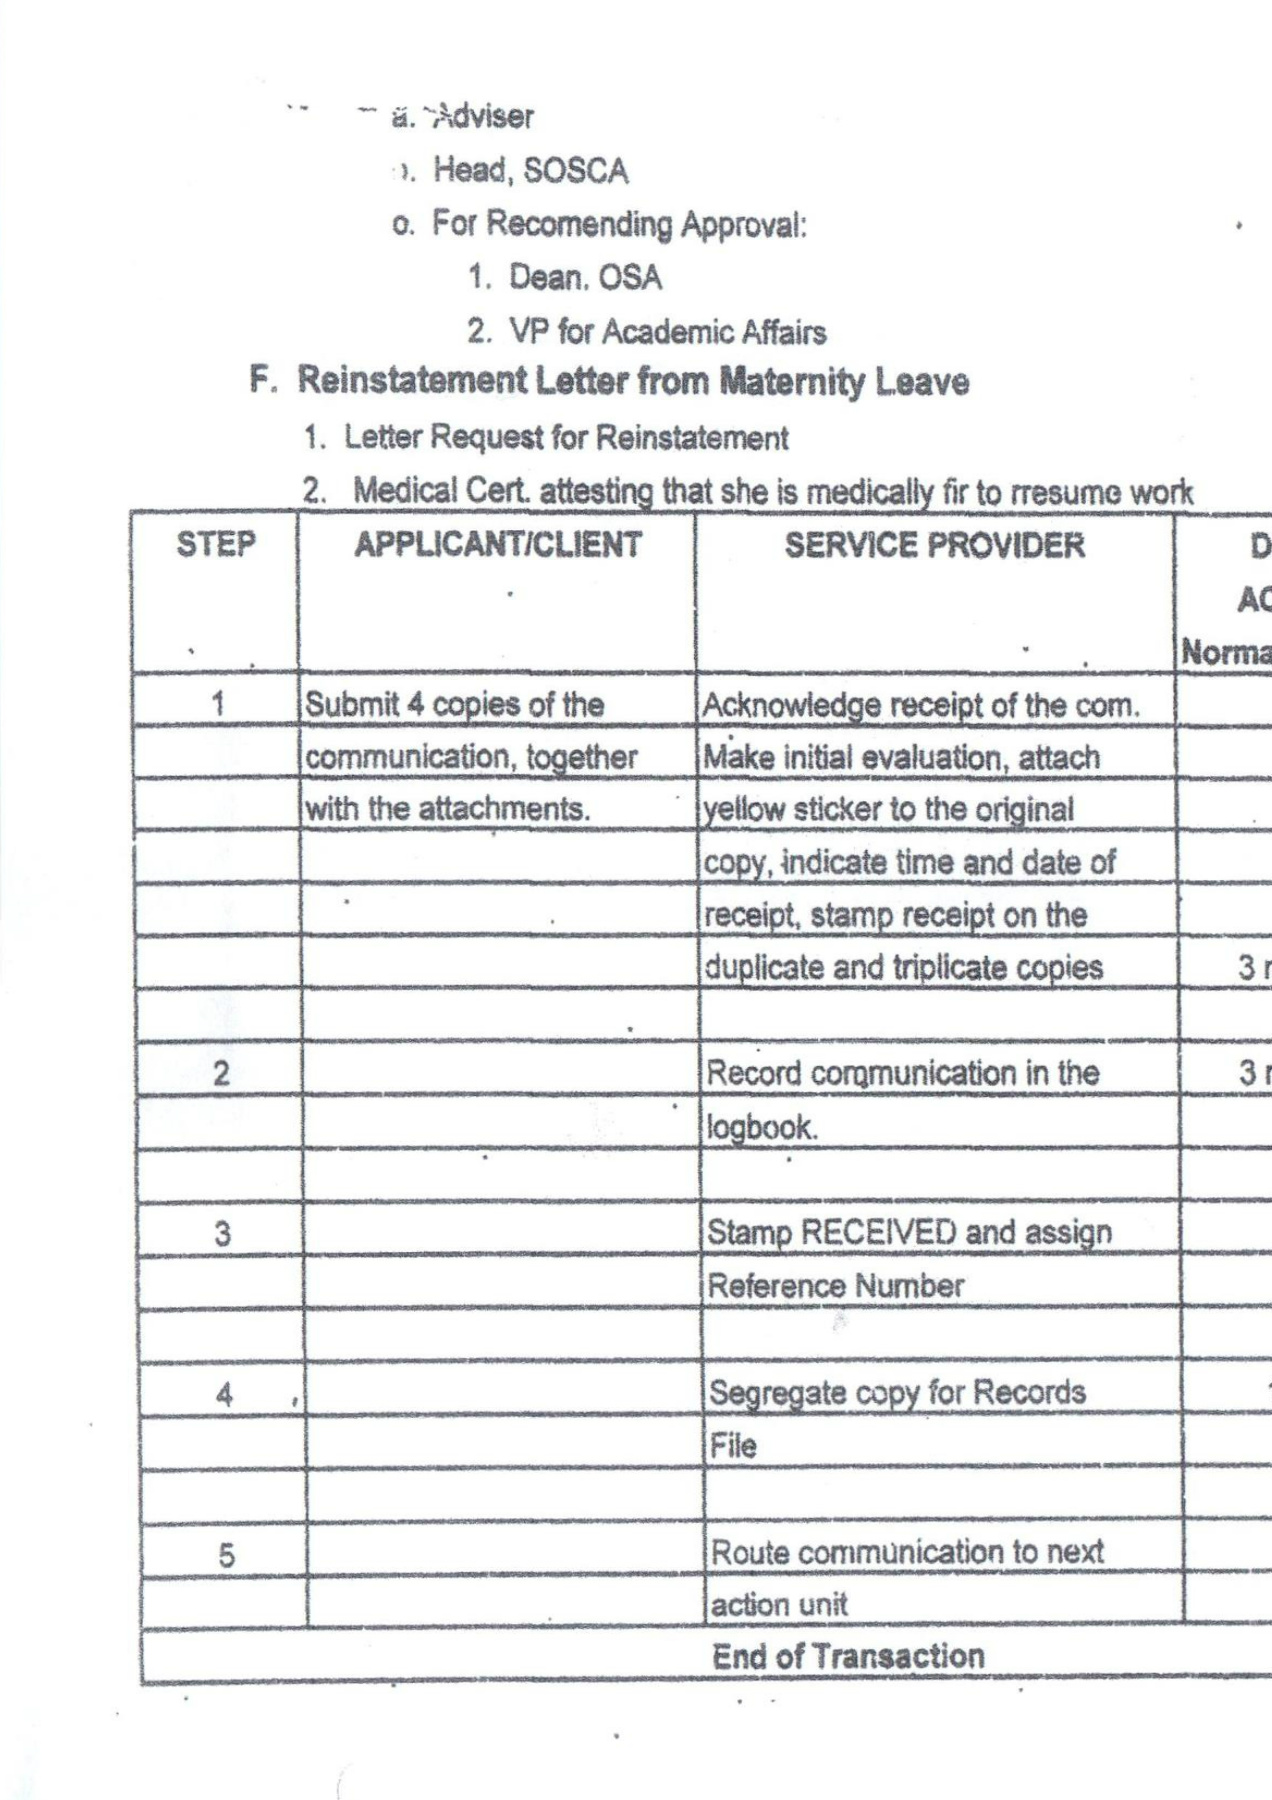 a. Adviser
. Head, SOSCA
o. For Recomending Approval:
1. Dean. OSA
2. VP for Academic Affairs
F. Reinstatement Letter from Maternity Leave
1. Letter Request for Reinstatement
2. Medical Cert. attesting that she is medically fir to rresume work
STEP APPLICANT/CLIENT SERVICE PROVIDER D
AC
Norma
1 Submit 4 copies of the Acknowledge receipt of the com.
communication, together Make initial evaluation, attach
with the attachments. yellow sticker to the original
copy, indicate time and date of
receipt, stamp receipt on the
duplicate and triplicate copies 3
2 Record communication in the 3
logbook.
3 Stamp RECEIVED and assign
Reference Number
4 Segregate copy for Records
File
5 Route communication to next
action unit
End of Transaction